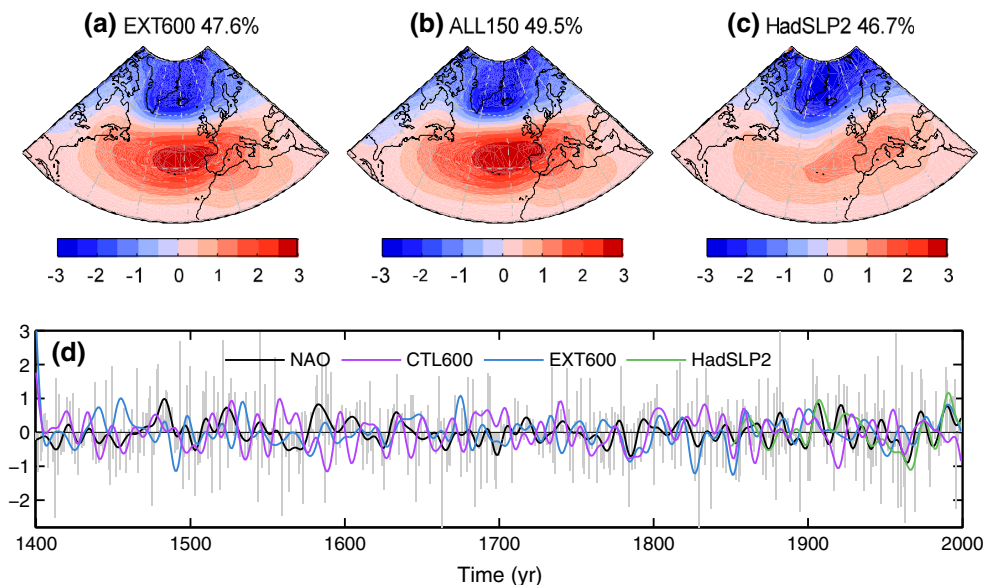 (a) EXT600 47.6%
(b) ALL150 49.5%
(c) HadSLP2 46.7%
-3 -2 -1 0 1 2 3
-3 -2 -1 0 1 2 3
-3 -2 -1 0 1 2 3
(d)
NAO CTL600 EXT600 HadSLP2
3
2
1
0
−1
−2
1400 1500 1600 1700 1800 1900 2000
Time (yr)